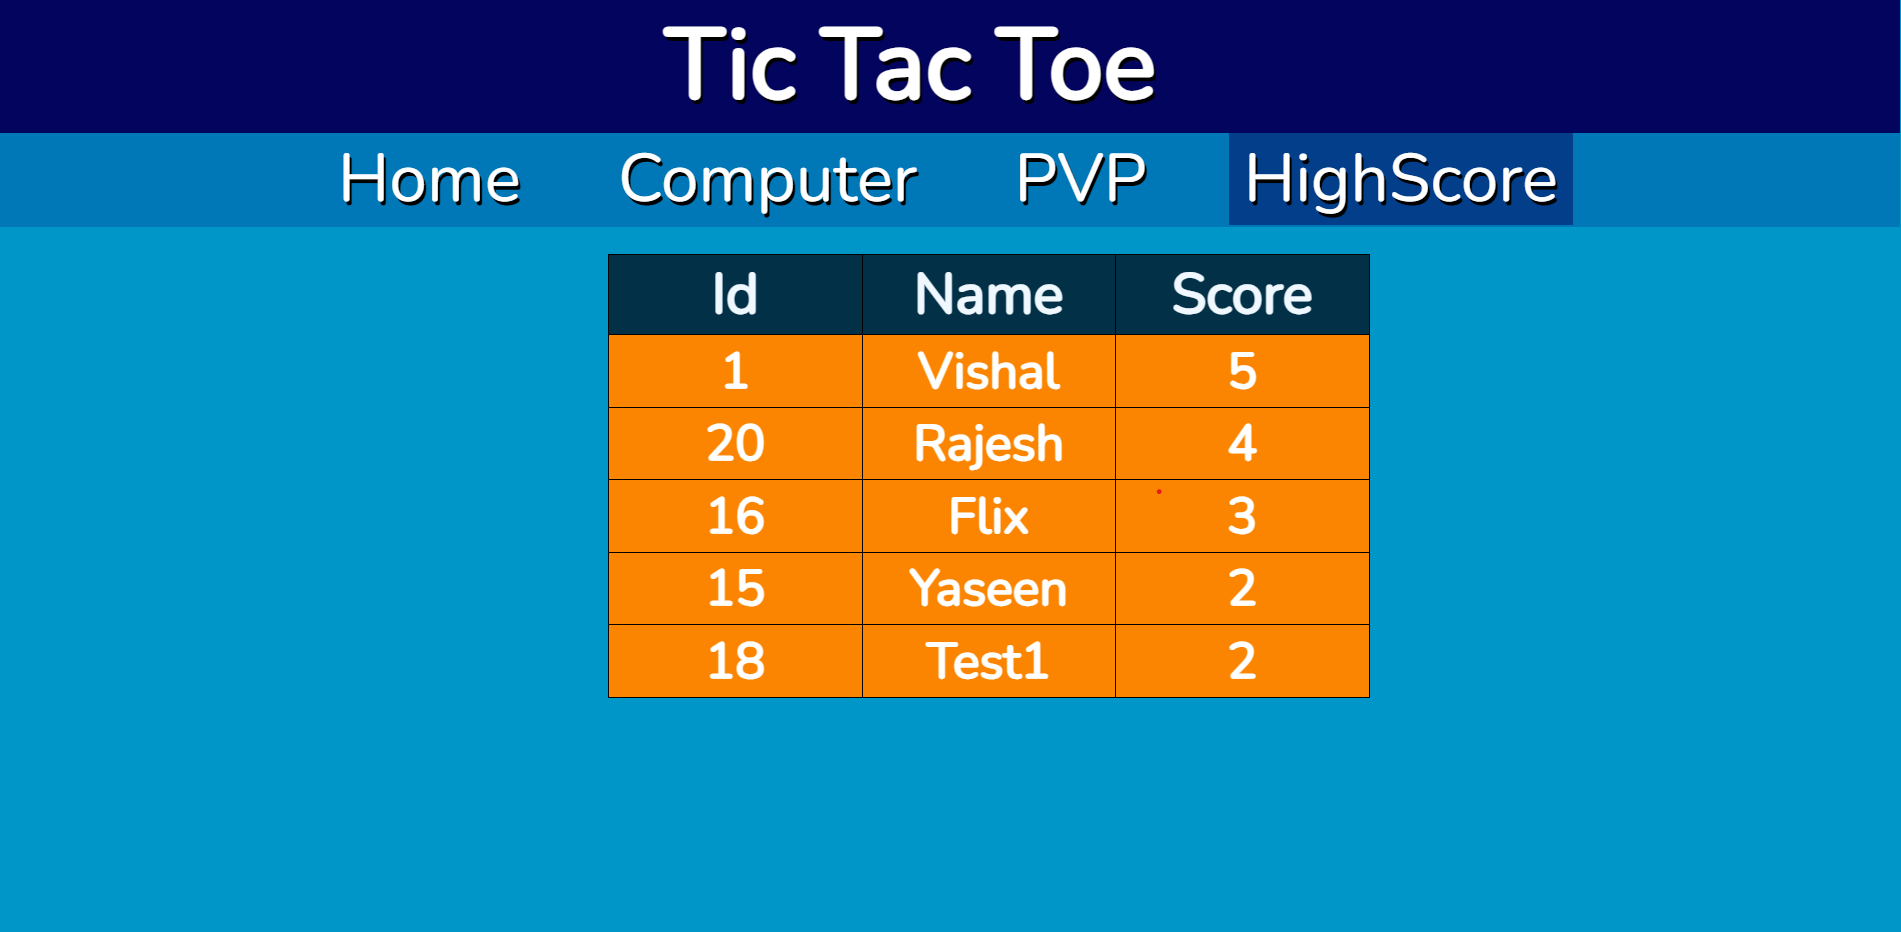 Tic Tac Toe
Home Computer PVP HighScore
Id Name Score
1 Vishal 5
20 Rajesh 4
16 Flix 3
15 Yaseen 2
18 Test1 2